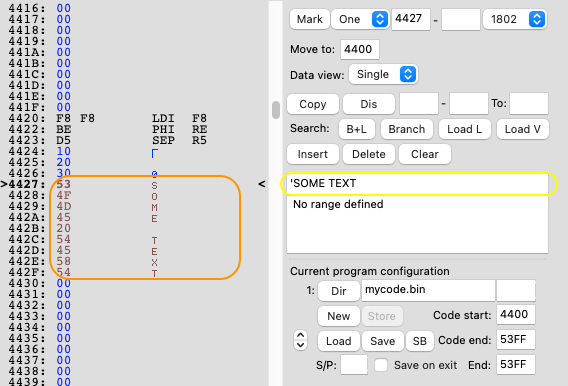 4416: 00
4417: 00
4418: 00
4419: 00
441A: 00
441B: 00
441C: 00
441D: 00
441E: 00
441F: 00
4420: F8 F8 LDI F8
4422: BE PHI RE
4423: D5 SEP R5
4424: 10
4425: 20
4426: 30 0
>4427: 53 S <
4428: 4F O
4429: 4D M
442A: 45 E
442B: 20
442C: 54 T
442D: 45 E
442E: 58 X
442F: 54 T
4430: 00
4431: 00
4432: 00
4433: 00
4434: 00
4435: 00
4436: 00
4437: 00
4438: 00
4439: 00
Mark One 4427 - 1802
Move to: 4400
Data view: Single
Copy Dis - To:
Search: B+L Branch Load L Load V
Insert Delete Clear
'SOME TEXT
No range defined
Current program configuration
1: Dir mycode.bin
New Store Code start: 4400
Load Save SB Code end: 53FF
S/P: Save on exit End: 53FF